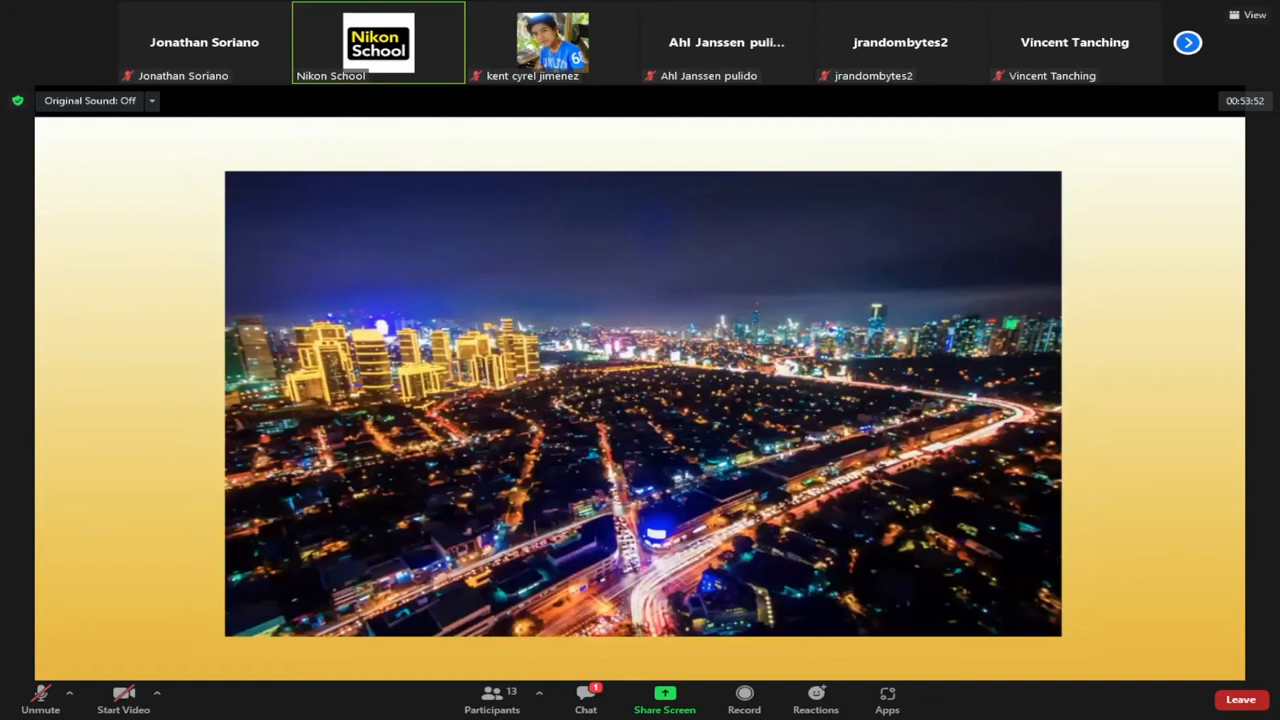 View
Jonathan Soriano
Nikon
School
Ahl Janssen puli...
jrandombytes2
Vincent Tanching
Jonathan Soriano
Nikon School
kent cyrel jimenez
Ahl Janssen pulido
jrandombytes2
Vincent Tanching
Original Sound: Off
00:53:52
Unmute
Start Video
13
Participants
1
Chat
Share Screen
Record
Reactions
Apps
Leave